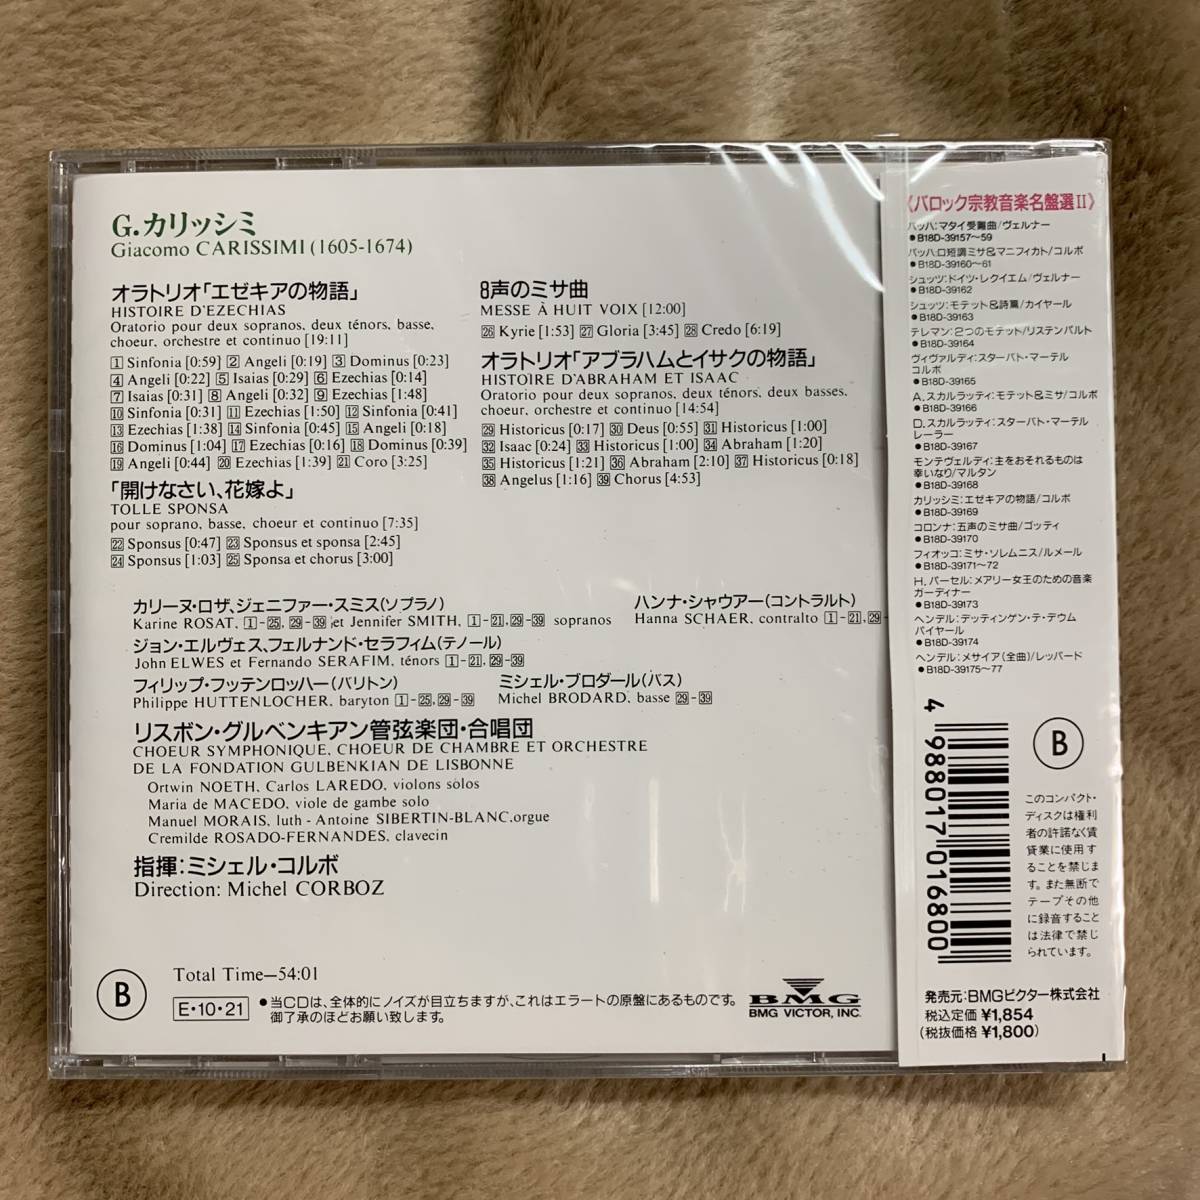 G.カリッシミ
Giacomo CARISSIMI (1605-1674)
オラトリオ「エゼキアの物語」
HISTOIRE D'EZECHIAS
Oratorio pour deux sopranos, deux ténors, basse,
choeur, orchestre et continuo [19:11]
1 Sinfonia [0:59] 2 Angeli [0:19] 3 Dominus [0:23]
4 Angeli [0:22] 5 Isaias [0:29] 6 Ezechias [0:14]
7 Isaias [0:31] 8 Angeli [0:32] 9 Ezechias [1:48]
10 Sinfonia [0:31] 11 Ezechias [1:50] 12 Sinfonia [0:41]
13 Ezechias [1:38] 14 Sinfonia [0:45] 15 Angeli [0:18]
16 Dominus [1:04] 17 Ezechias [0:16] 18 Dominus [0:39]
19 Angeli [0:44] 20 Ezechias [1:39] 21 Coro [3:25]
「開けなさい、花嫁よ」
TOLLE SPONSA
pour soprano, basse, choeur et continuo [7:35]
22 Sponsus [0:47] 23 Sponsus et sponsa [2:45]
24 Sponsus [1:03] 25 Sponsa et chorus [3:00]
8声のミサ曲
MESSE À HUIT VOIX [12:00]
26 Kyrie [1:53] 27 Gloria [3:45] 28 Credo [6:19]
オラトリオ「アブラハムとイサクの物語」
HISTOIRE D'ABRAHAM ET ISAAC
Oratorio pour deux sopranos, deux ténors, deux basses,
choeur, orchestre et continuo [14:54]
29 Historicus [0:17] 30 Deus [0:55] 31 Historicus [1:00]
32 Isaac [0:24] 33 Historicus [1:00] 34 Abraham [1:20]
35 Historicus [1:21] 36 Abraham [2:10] 37 Historicus [0:18]
38 Angelus [1:16] 39 Chorus [4:53]
カリーヌ・ロザ、ジェニファー・スミス(ソプラノ)
Karine ROSAT, 1-25, 29-39 et Jennifer SMITH, 1-21, 29-39 sopranos
ハンナ・シャウアー(コントラルト)
Hanna SCHAER, contralto 1-21, 29-
ジョン・エルヴェス、フェルナンド・セラフィム(テノール)
John ELWES et Fernando SERAFIM, ténors 1-21, 29-39
フィリップ・フッテンロッハー(バリトン)
Philippe HUTTENLOCHER, baryton 1-25, 29-39
ミシェル・ブロダール(バス)
Michel BRODARD, basse 29-39
リスボン・グルベンキアン管弦楽団・合唱団
CHOEUR SYMPHONIQUE, CHOEUR DE CHAMBRE ET ORCHESTRE
DE LA FONDATION GULBENKIAN DE LISBONNE
Ortwin NOETH, Carlos LAREDO, violons solos
Maria de MACEDO, viole de gambe solo
Manuel MORAIS, luth - Antoine SIBERTIN-BLANC, orgue
Cremilde ROSADO-FERNANDES, clavecin
指揮：ミシェル・コルボ
Direction: Michel CORBOZ
B
Total Time—54:01
E・10・21
●当CDは、全体的にノイズが目立ちますが、これはエラートの原盤にあるものです。
御了承のほどお願い致します。
BMG
BMG VICTOR, INC.
《バロック宗教音楽名盤選II》
バッハ：マタイ受難曲／ヴェルナー
●B18D-39157〜59
バッハ：ロ短調ミサ&マニフィカト／コルボ
●B18D-39160〜61
シュッツ：ドイツ・レクイエム／ヴェルナー
●B18D-39162
シュッツ：モテット&詩篇／カイヤール
●B18D-39163
テレマン：2つのモテット／リステンパルト
●B18D-39164
ヴィヴァルディ：スターバト・マーテル
コルボ
●B18D-39165
A.スカルラッティ：モテット&ミサ／コルボ
●B18D-39166
D.スカルラッティ：スターバト・マーテル
レーラー
●B18D-39167
モンテヴェルディ：主をおそれるものは
幸いなり／マルタン
●B18D-39168
カリッシミ：エゼキアの物語／コルボ
●B18D-39169
コロンナ：五声のミサ曲／ゴッティ
●B18D-39170
フィオッコ：ミサ・ソレムニス／ルメール
●B18D-39171〜72
H.パーセル：メアリー女王のための音楽
ガーディナー
●B18D-39173
ヘンデル：デッティンゲン・テ・デウム
パイヤール
●B18D-39174
ヘンデル：メサイア(全曲)／レッパード
●B18D-39175〜77
4 988017 016800
B
このコンパクト・
ディスクは権利
者の許諾なく賃
貸業に使用す
ることを禁じま
す。また無断で
テープその他
に録音すること
は法律で禁じ
られています。
発売元：BMGビクター株式会社
税込定価 ¥1,854
(税抜価格 ¥1,800)